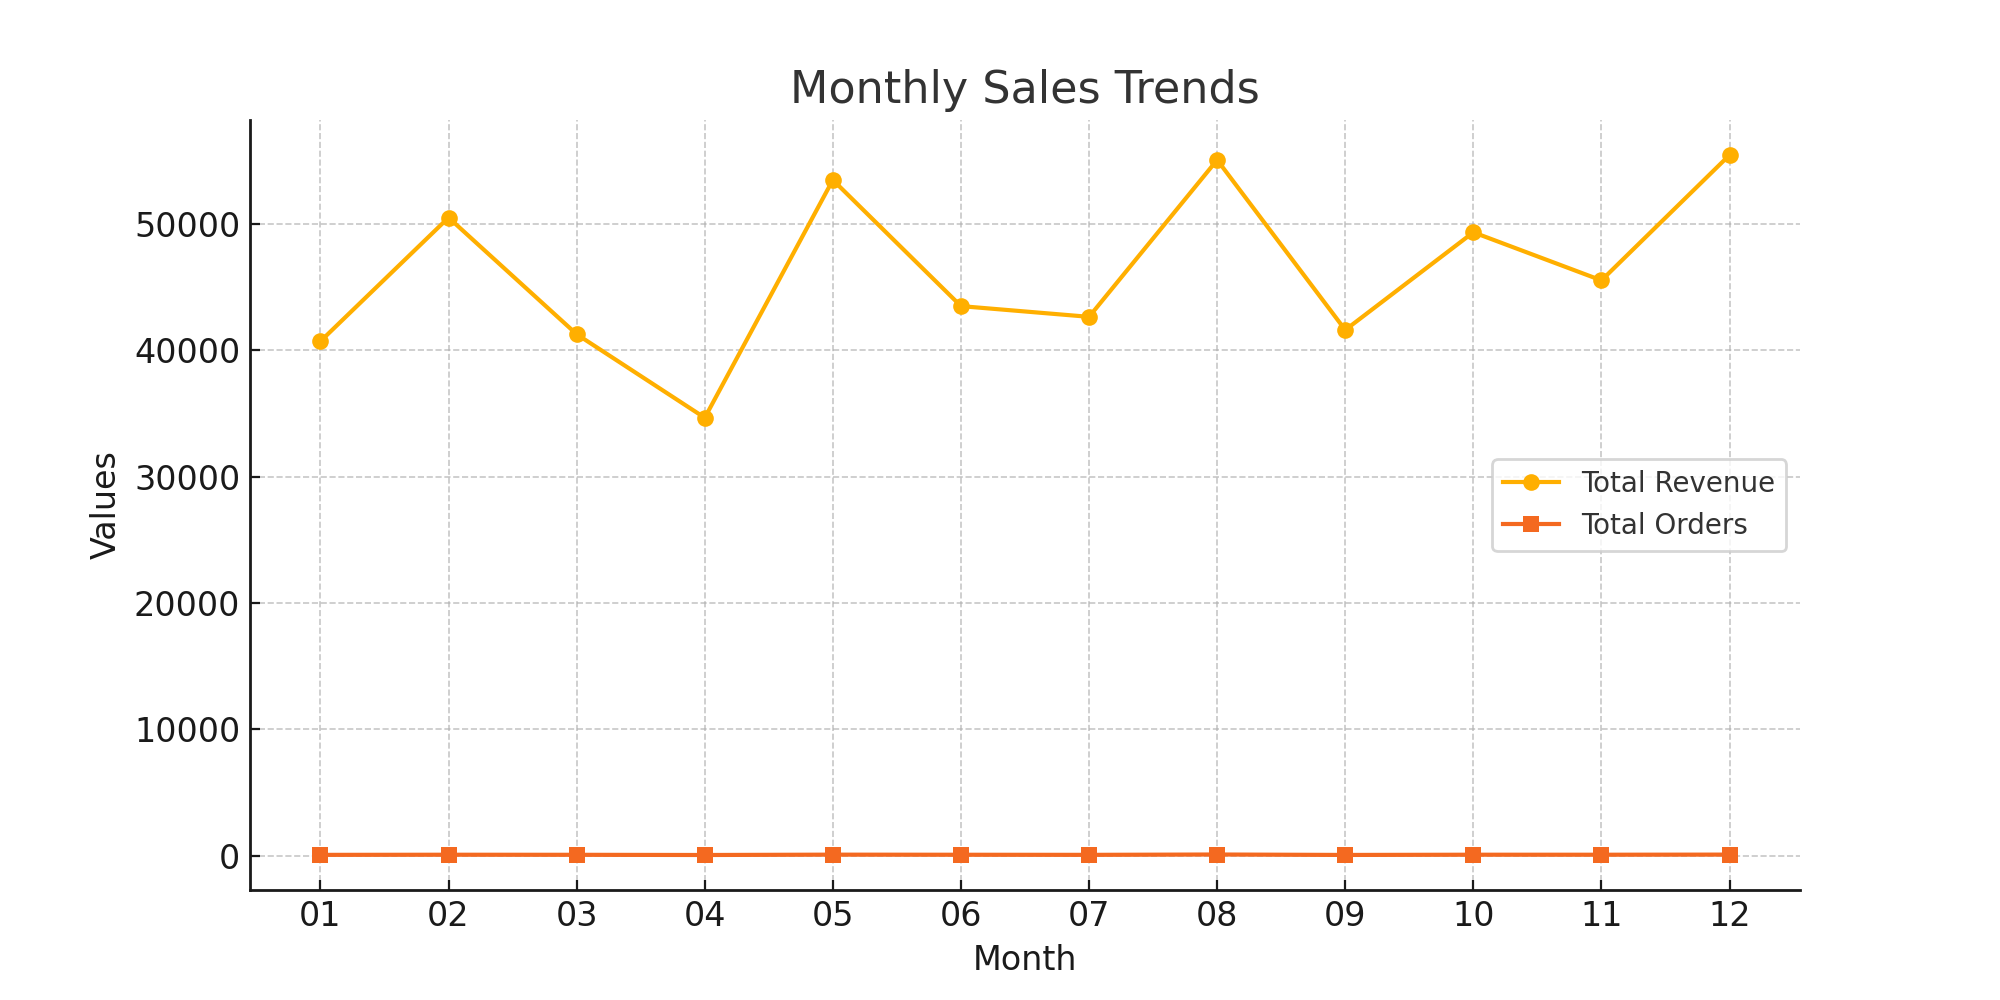 Monthly Sales Trends
50000
40000
30000
20000
10000
0
Values
Total Revenue
Total Orders
01 02 03 04 05 06 07 08 09 10 11 12
Month